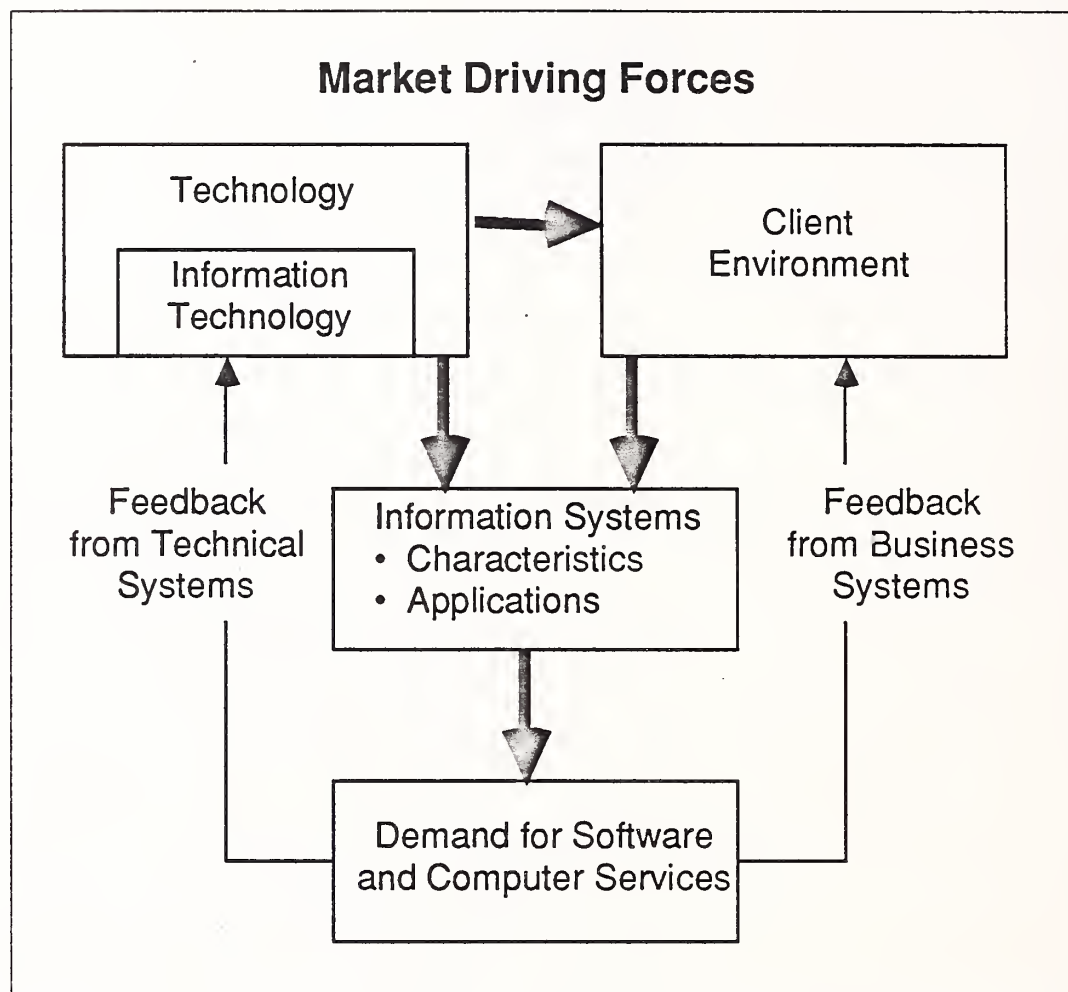 Market Driving Forces
Technology
Information
Technology
Client
Environment
Feedback
from Technical
Systems
Information Systems
• Characteristics
• Applications
Feedback
from Business
Systems
Demand for Software
and Computer Services